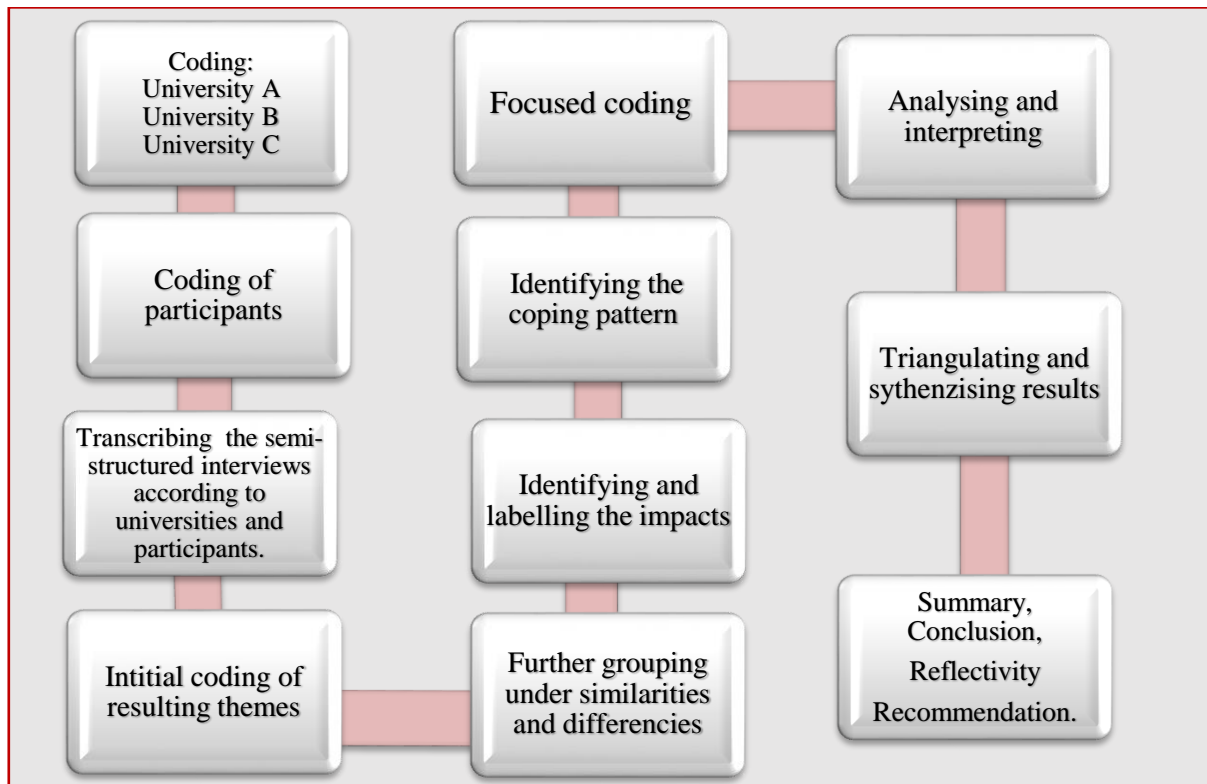 Coding:
University A
University B
University C
Coding of
participants
Transcribing the semi-
structured interviews
according to
universities and
participants.
Intitial coding of
resulting themes
Further grouping
under similarities
and differencies
Identifying and
labelling the impacts
Identifying the
coping pattern
Focused coding
Analysing and
interpreting
Triangulating and
sythenzising results
Summary,
Conclusion,
Reflectivity
Recommendation.